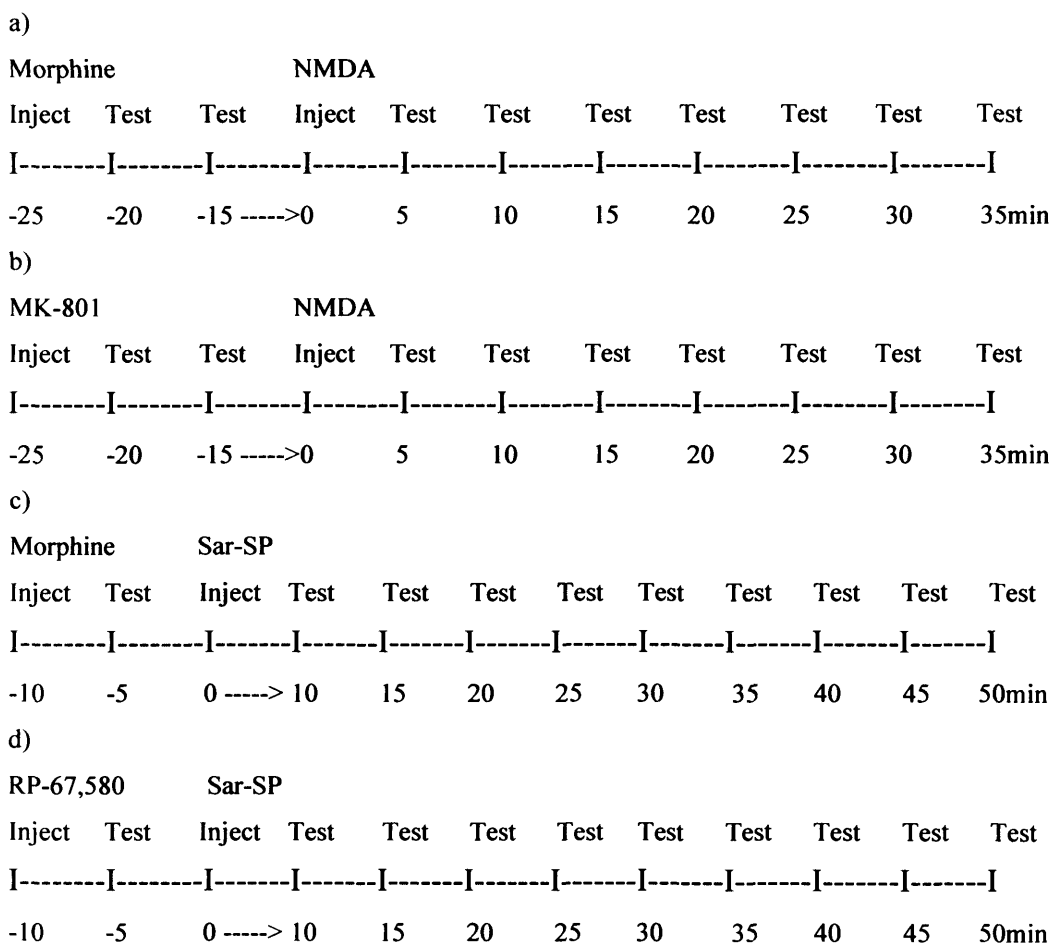 a)
Morphine NMDA
Inject Test Test Inject Test Test Test Test Test Test Test
I--------I--------I--------I--------I--------I--------I--------I--------I--------I--------I
-25 -20 -15 ----->0 5 10 15 20 25 30 35min
b)
MK-801 NMDA
Inject Test Test Inject Test Test Test Test Test Test Test
I--------I--------I--------I--------I--------I--------I--------I--------I--------I--------I
-25 -20 -15 ----->0 5 10 15 20 25 30 35min
c)
Morphine Sar-SP
Inject Test Inject Test Test Test Test Test Test Test Test Test
I--------I--------I-------I-------I-------I-------I-------I-------I-------I-------I-------I
-10 -5 0 -----> 10 15 20 25 30 35 40 45 50min
d)
RP-67,580 Sar-SP
Inject Test Inject Test Test Test Test Test Test Test Test Test
I--------I--------I-------I-------I-------I-------I-------I-------I-------I-------I-------I
-10 -5 0 -----> 10 15 20 25 30 35 40 45 50min